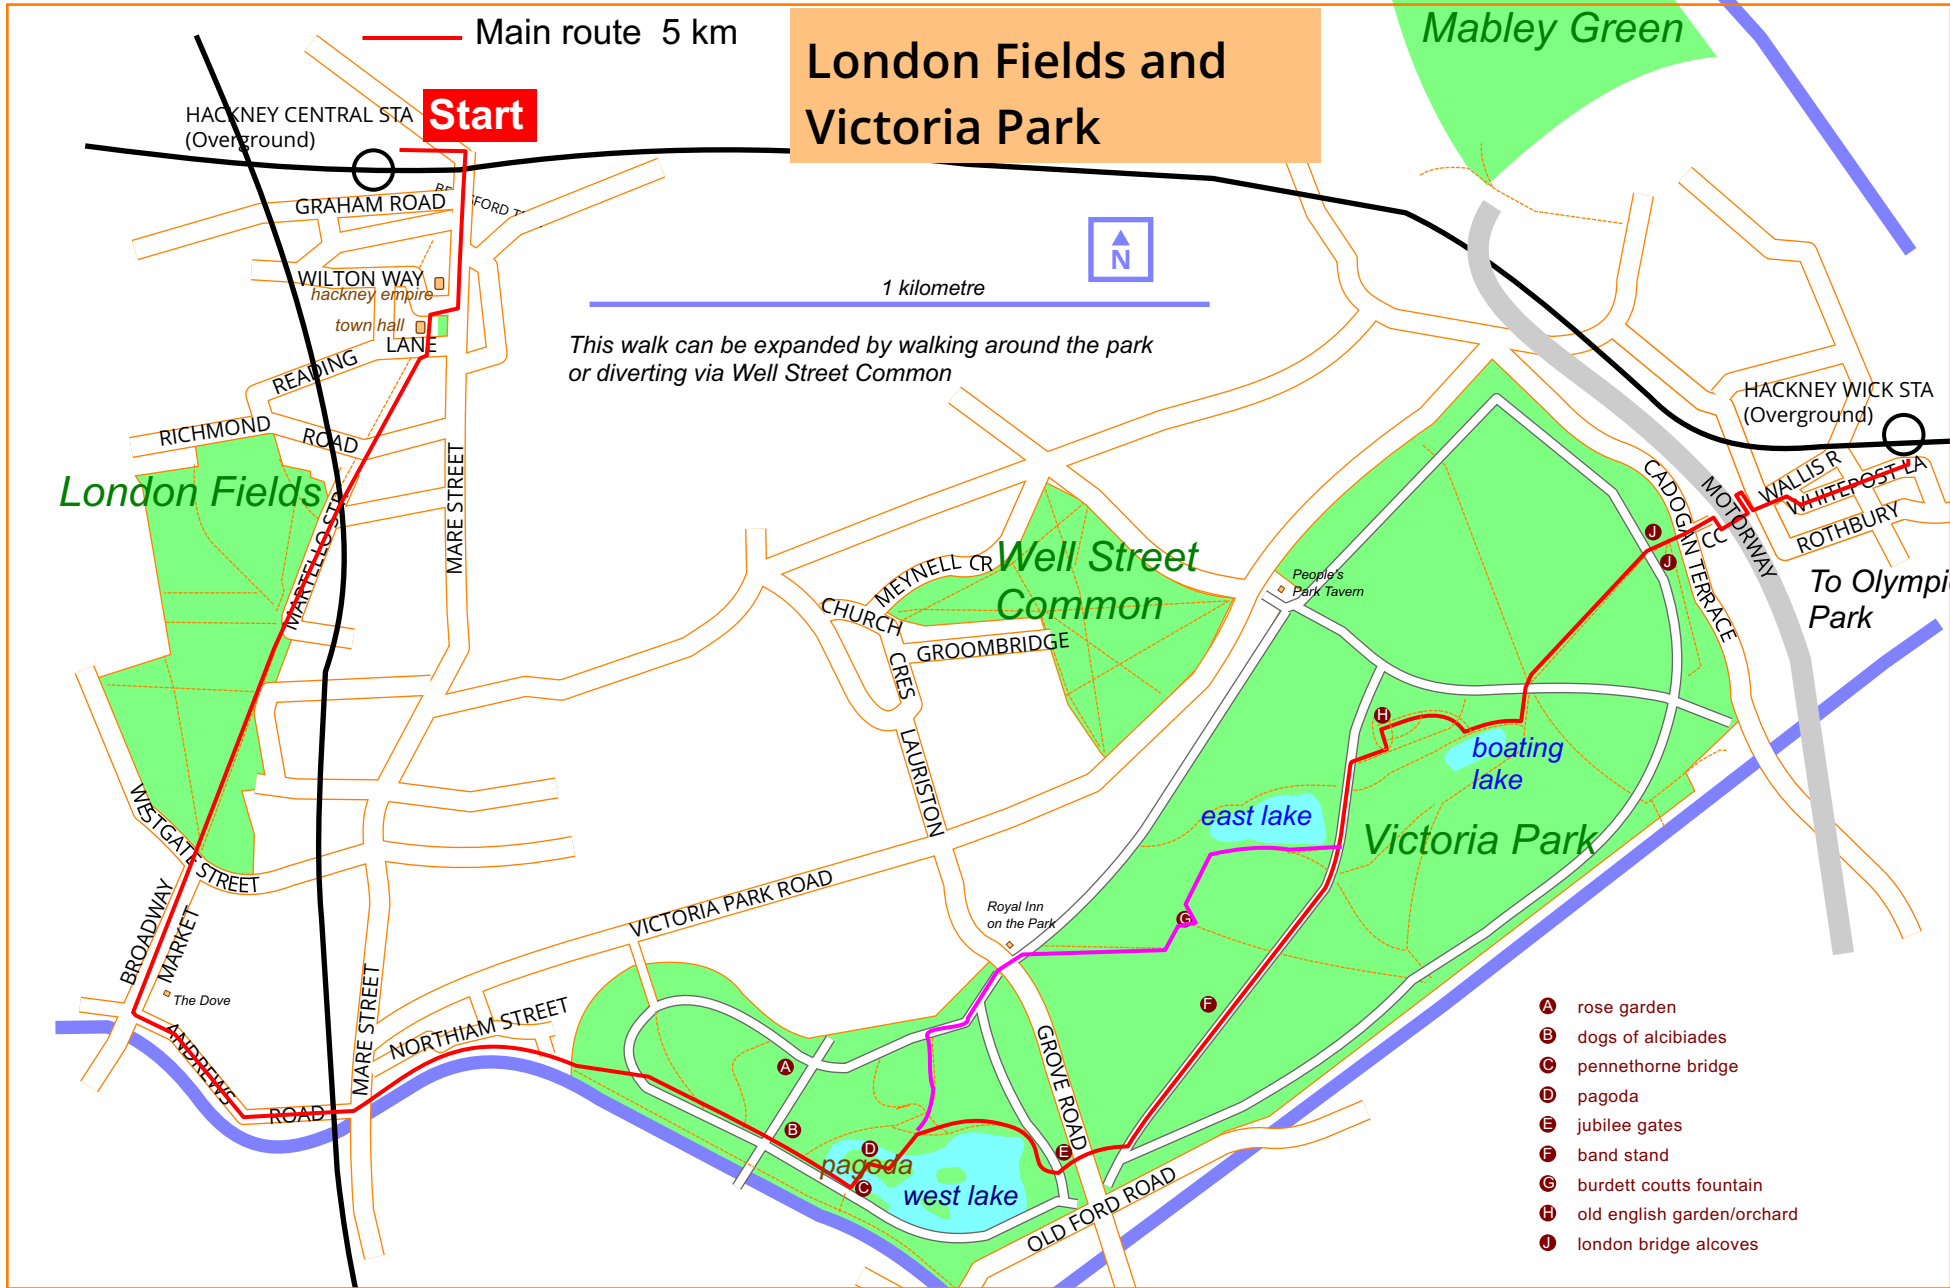 Main route 5 km
London Fields and
Victoria Park
Mabley Green
HACKNEY CENTRAL STA
(Overground)
Start
GRAHAM ROAD
WILTON WAY
hackney empire
town hall
READING
LANE
N
1 kilometre
This walk can be expanded by walking around the park
or diverting via Well Street Common
RICHMOND
ROAD
London Fields
MARTELLO STR
MARE STREET
HACKNEY WICK STA
(Overground)
WALLIS R
WHITEPOST LA
ROTHBURY
CADOGAN TERRACE
MOTORWAY
CC
To Olympic
Park
Well Street
Common
MEYNELL CR
CHURCH
CRES
GROOMBRIDGE
LAURISTON
People's
Park Tavern
J
J
H
boating
lake
east lake
Victoria Park
WESTGATE STREET
BROADWAY
MARKET
The Dove
VICTORIA PARK ROAD
Royal Inn
on the Park
G
F
ANDREWS
ROAD
MARE STREET
NORTHIAM STREET
GROVE ROAD
A
B
D
pagoda
C
west lake
E
OLD FORD ROAD
A rose garden
B dogs of alcibiades
C pennethorne bridge
D pagoda
E jubilee gates
F band stand
G burdett coutts fountain
H old english garden/orchard
J london bridge alcoves